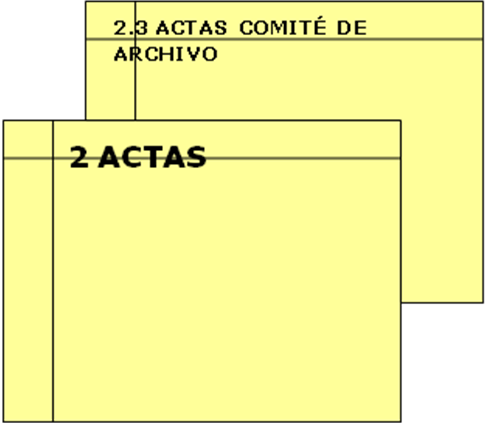 2.3 ACTAS COMITÉ DE
ARCHIVO
2 ACTAS